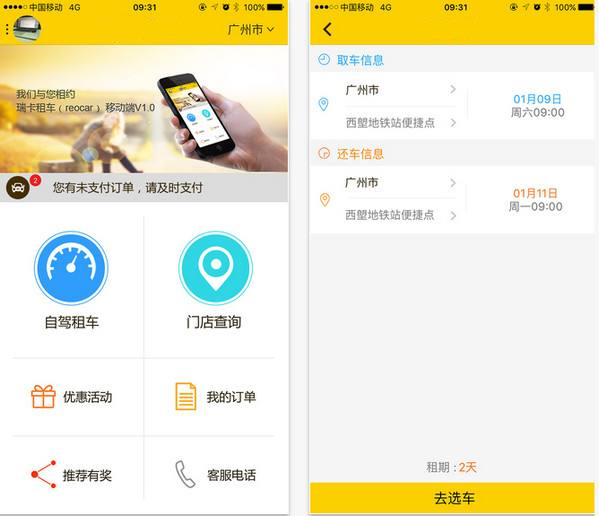 中国移动 4G 09:31 100%
广州市
我们与您相约
瑞卡租车（reocar）移动端V1.0
2
您有未支付订单，请及时支付
自驾租车
门店查询
优惠活动
我的订单
推荐有奖
客服电话
中国移动 4G 09:31 100%
取车信息
广州市
西塱地铁站便捷点
01月09日
周六09:00
还车信息
广州市
西塱地铁站便捷点
01月11日
周一09:00
租期：2天
去选车